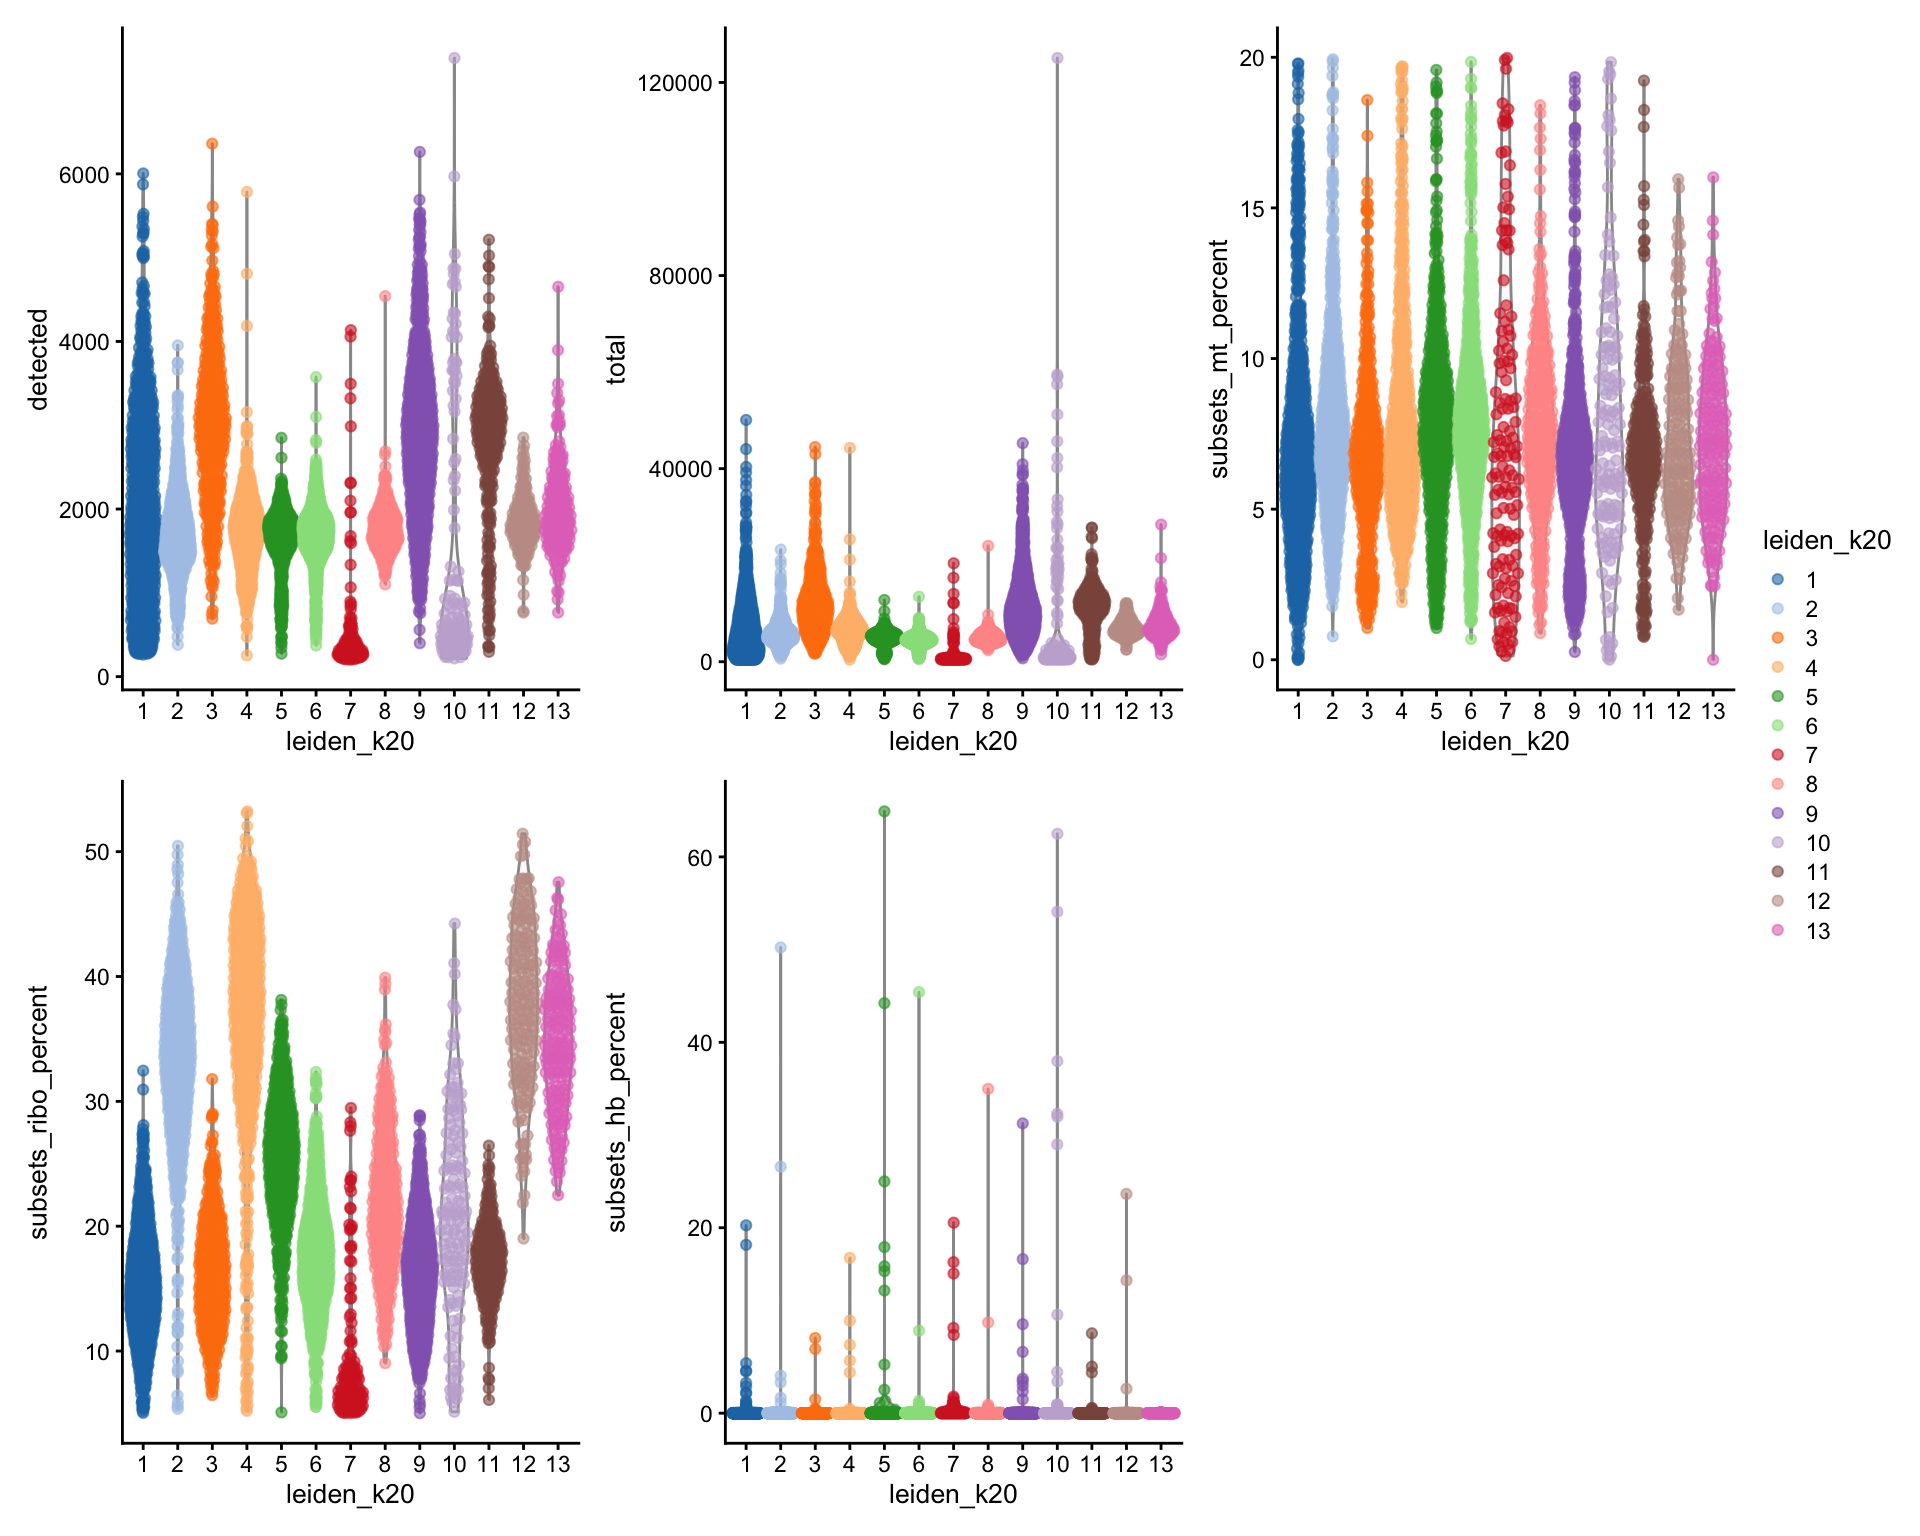 detected
6000
4000
2000
0
1 2 3 4 5 6 7 8 9 10 11 12 13
leiden_k20
total
120000
80000
40000
0
1 2 3 4 5 6 7 8 9 10 11 12 13
leiden_k20
subsets_mt_percent
20
15
10
5
0
1 2 3 4 5 6 7 8 9 10 11 12 13
leiden_k20
subsets_ribo_percent
50
40
30
20
10
1 2 3 4 5 6 7 8 9 10 11 12 13
leiden_k20
subsets_hb_percent
60
40
20
0
1 2 3 4 5 6 7 8 9 10 11 12 13
leiden_k20
leiden_k20
1
2
3
4
5
6
7
8
9
10
11
12
13